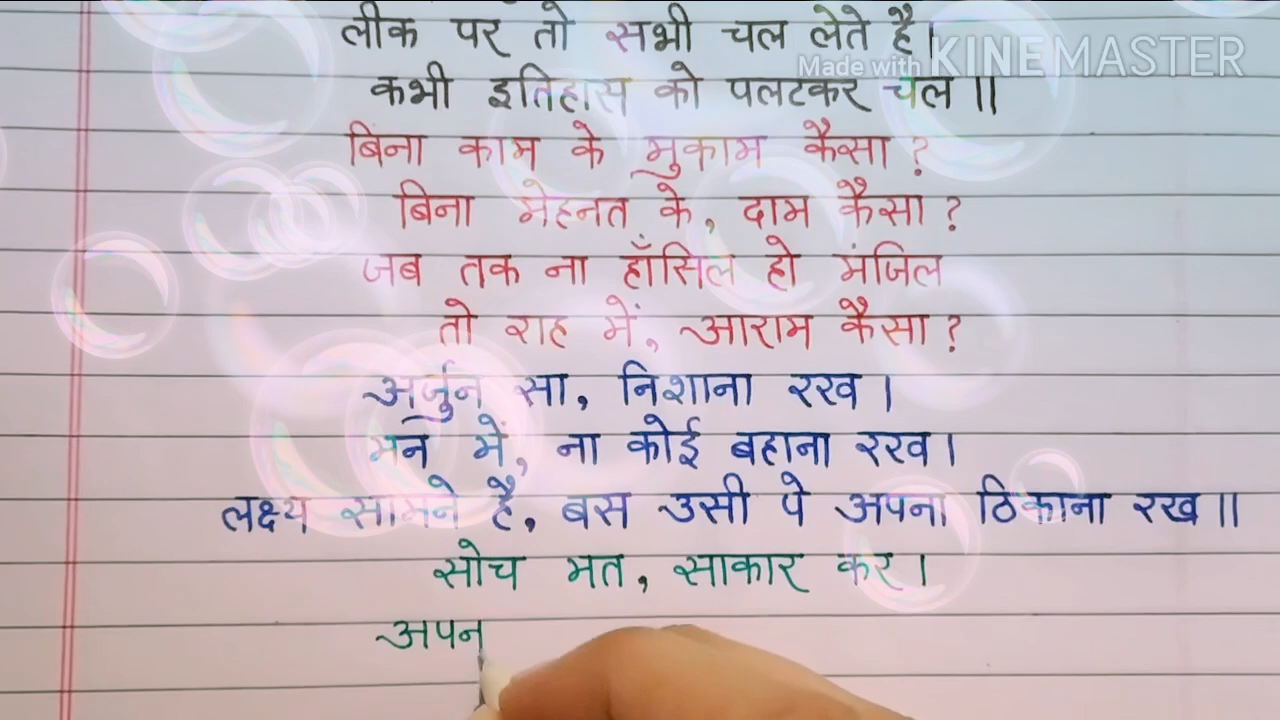 लीक पर तो सभी चल लेते है।
Made with KINEMASTER
कभी इतिहास को पलटकर चल॥
बिना काम के मुकाम कैसा?
बिना मेहनत के, दाम कैसा?
जब तक ना हाँसिल हो मंजिल
तो राह में, आराम कैसा?
अर्जुन सा, निशाना रख।
मन में, ना कोई बहाना रख।
लक्ष्य सामने है, बस उसी पे अपना ठिकाना रख॥
सोच मत, साकार कर।
अपन